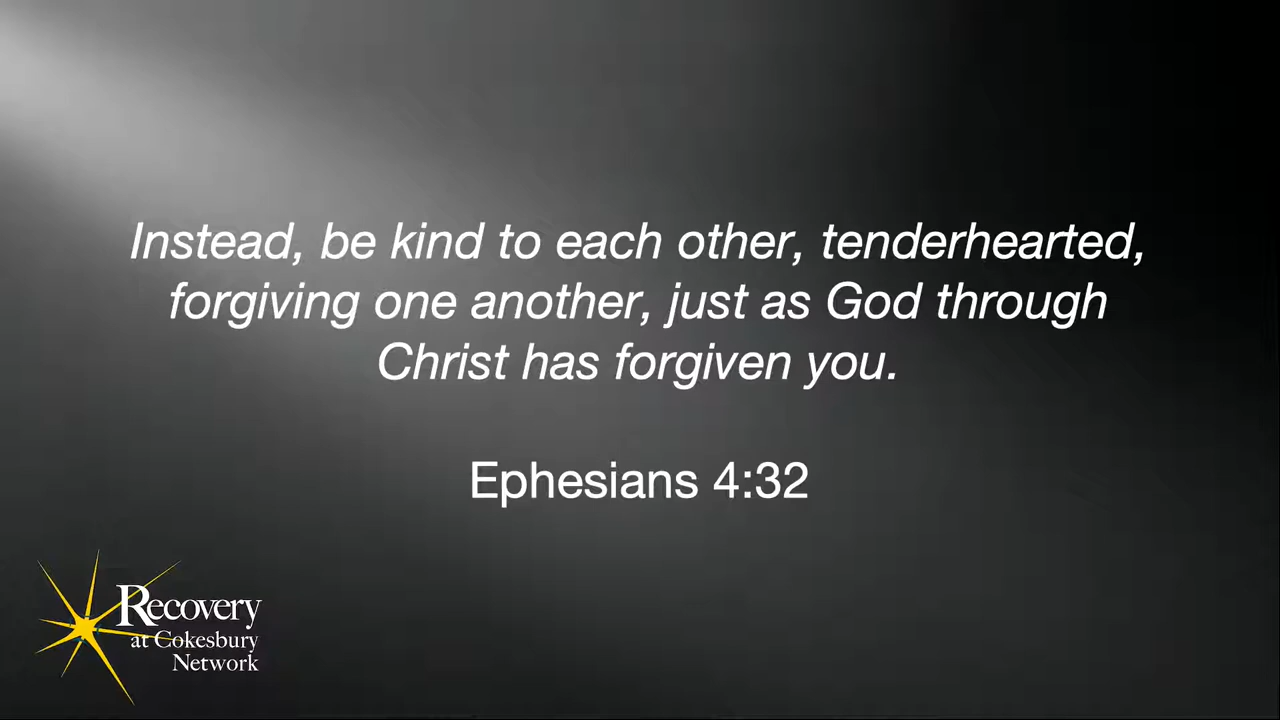 Instead, be kind to each other, tenderhearted,
forgiving one another, just as God through
Christ has forgiven you.
Ephesians 4:32
Recovery
at Cokesbury
Network